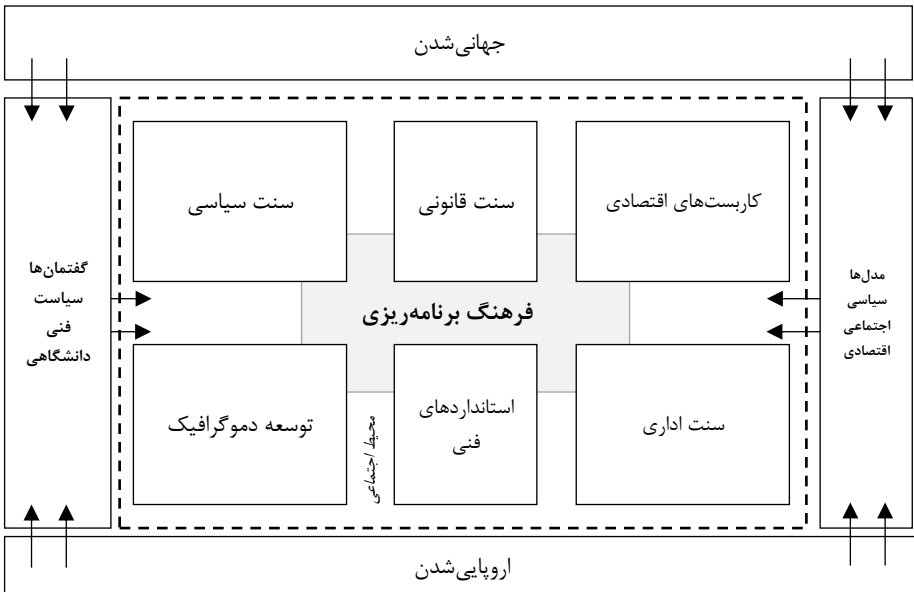 جهانی‌شدن
کاربست‌های اقتصادی
سنت قانونی
سنت سیاسی
مدل‌ها
سیاسی
اجتماعی
اقتصادی
فرهنگ برنامه‌ریزی
گفتمان‌ها
سیاست
فنی
دانشگاهی
سنت اداری
استانداردهای
فنی
محیط اجتماعی
توسعه دموگرافیک
اروپایی‌شدن